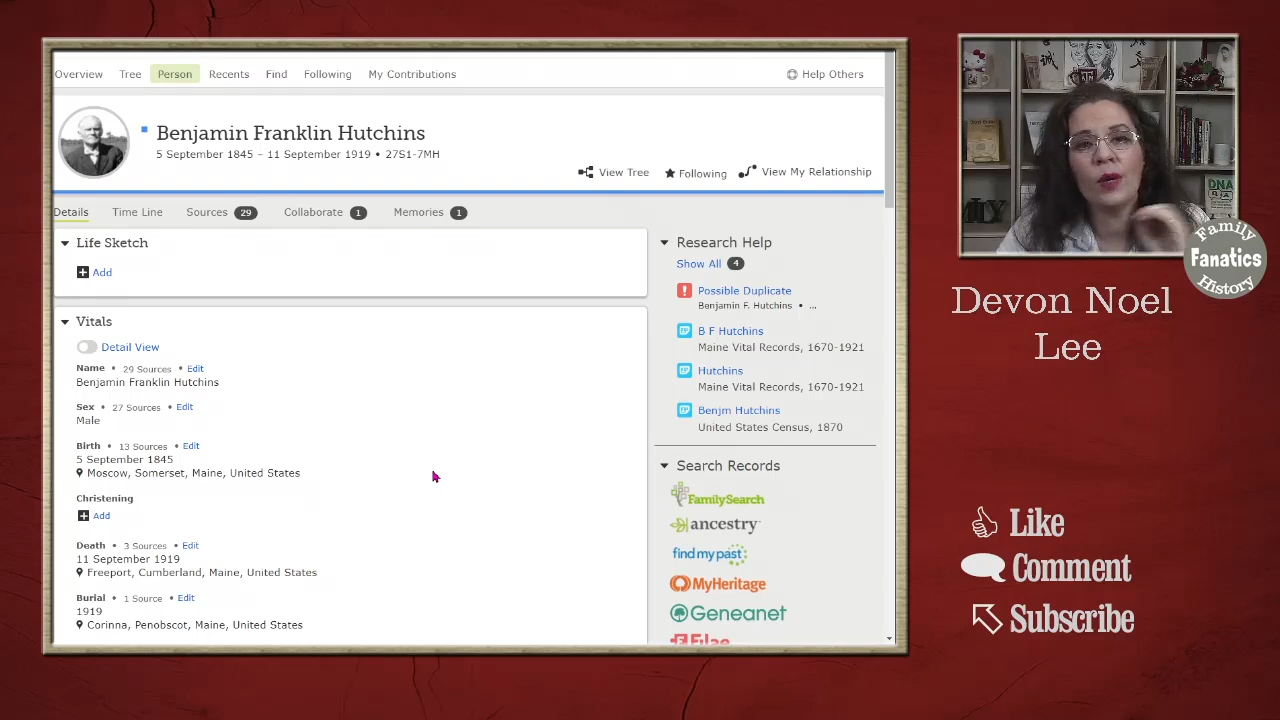 Overview Tree Person Recents Find Following My Contributions Help Others
Benjamin Franklin Hutchins
5 September 1845 – 11 September 1919 • 27S1-7MH
View Tree Following View My Relationship
Details Time Line Sources 29 Collaborate 1 Memories 1
Life Sketch
Add
Vitals
Detail View
Name • 29 Sources • Edit
Benjamin Franklin Hutchins
Sex • 27 Sources • Edit
Male
Birth • 13 Sources • Edit
5 September 1845
Moscow, Somerset, Maine, United States
Christening
Add
Death • 3 Sources • Edit
11 September 1919
Freeport, Cumberland, Maine, United States
Burial • 1 Source • Edit
1919
Corinna, Penobscot, Maine, United States
Research Help
Show All 4
Possible Duplicate
Benjamin F. Hutchins • ...
B F Hutchins
Maine Vital Records, 1670-1921
Hutchins
Maine Vital Records, 1670-1921
Benjm Hutchins
United States Census, 1870
Search Records
FamilySearch
ancestry
findmypast
MyHeritage
Geneanet
Filae
DNA
Q A
Family
Fanatics
History
Devon Noel
Lee
Like
Comment
Subscribe